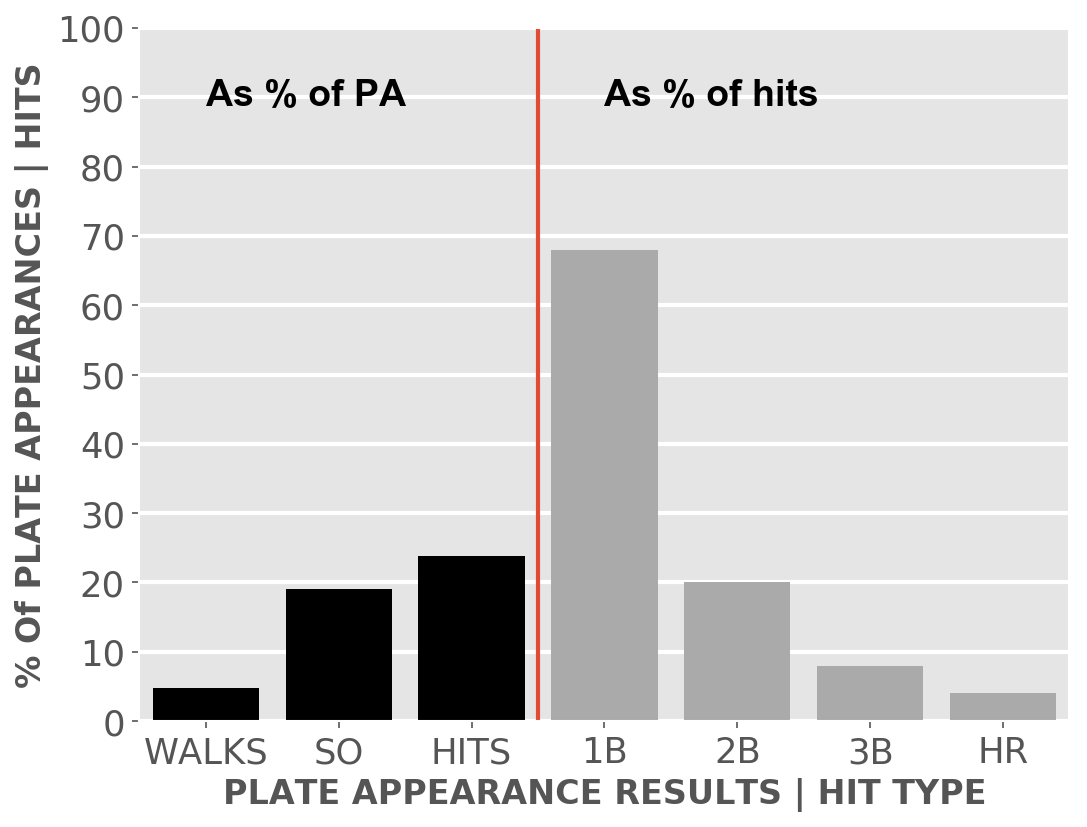 % Of PLATE APPEARANCES | HITS
100
90
80
70
60
50
40
30
20
10
0
As % of PA
As % of hits
WALKS
SO
HITS
1B
2B
3B
HR
PLATE APPEARANCE RESULTS | HIT TYPE